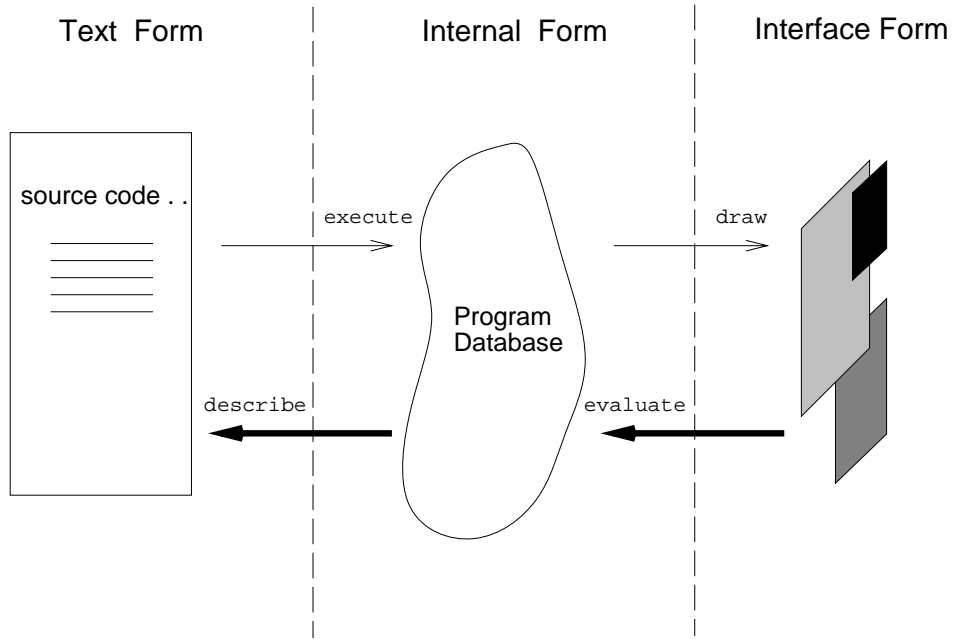 Text Form
Internal Form
Interface Form
source code . .
execute
draw
Program
Database
describe
evaluate